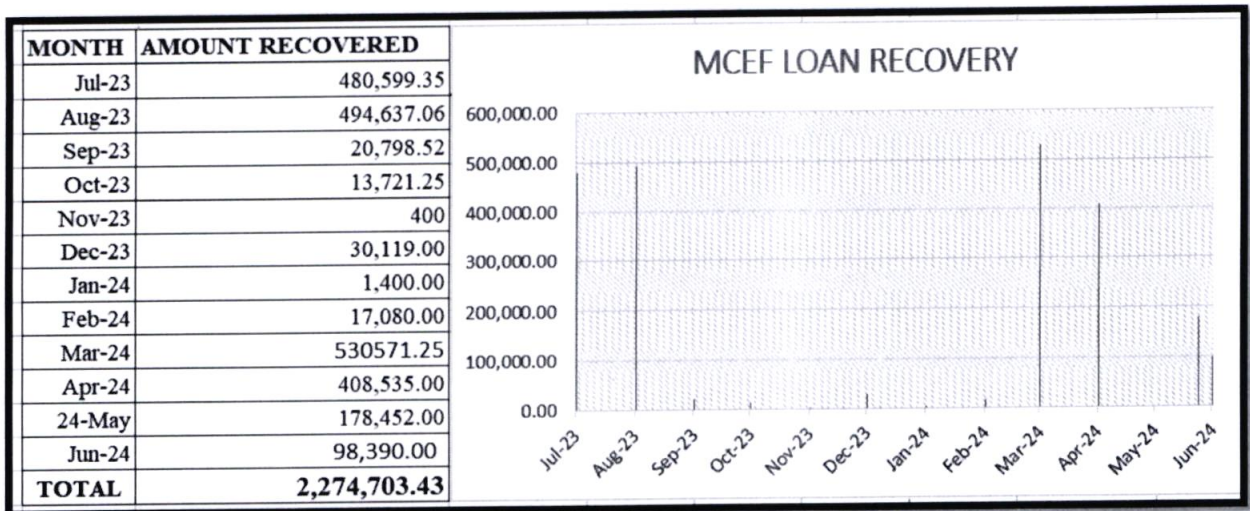 MONTH AMOUNT RECOVERED
Jul-23 480,599.35
Aug-23 494,637.06
Sep-23 20,798.52
Oct-23 13,721.25
Nov-23 400
Dec-23 30,119.00
Jan-24 1,400.00
Feb-24 17,080.00
Mar-24 530571.25
Apr-24 408,535.00
24-May 178,452.00
Jun-24 98,390.00
TOTAL 2,274,703.43
MCEF LOAN RECOVERY
600,000.00
500,000.00
400,000.00
300,000.00
200,000.00
100,000.00
0.00
Jul-23 Aug-23 Sep-23 Oct-23 Nov-23 Dec-23 Jan-24 Feb-24 Mar-24 Apr-24 May-24 Jun-24